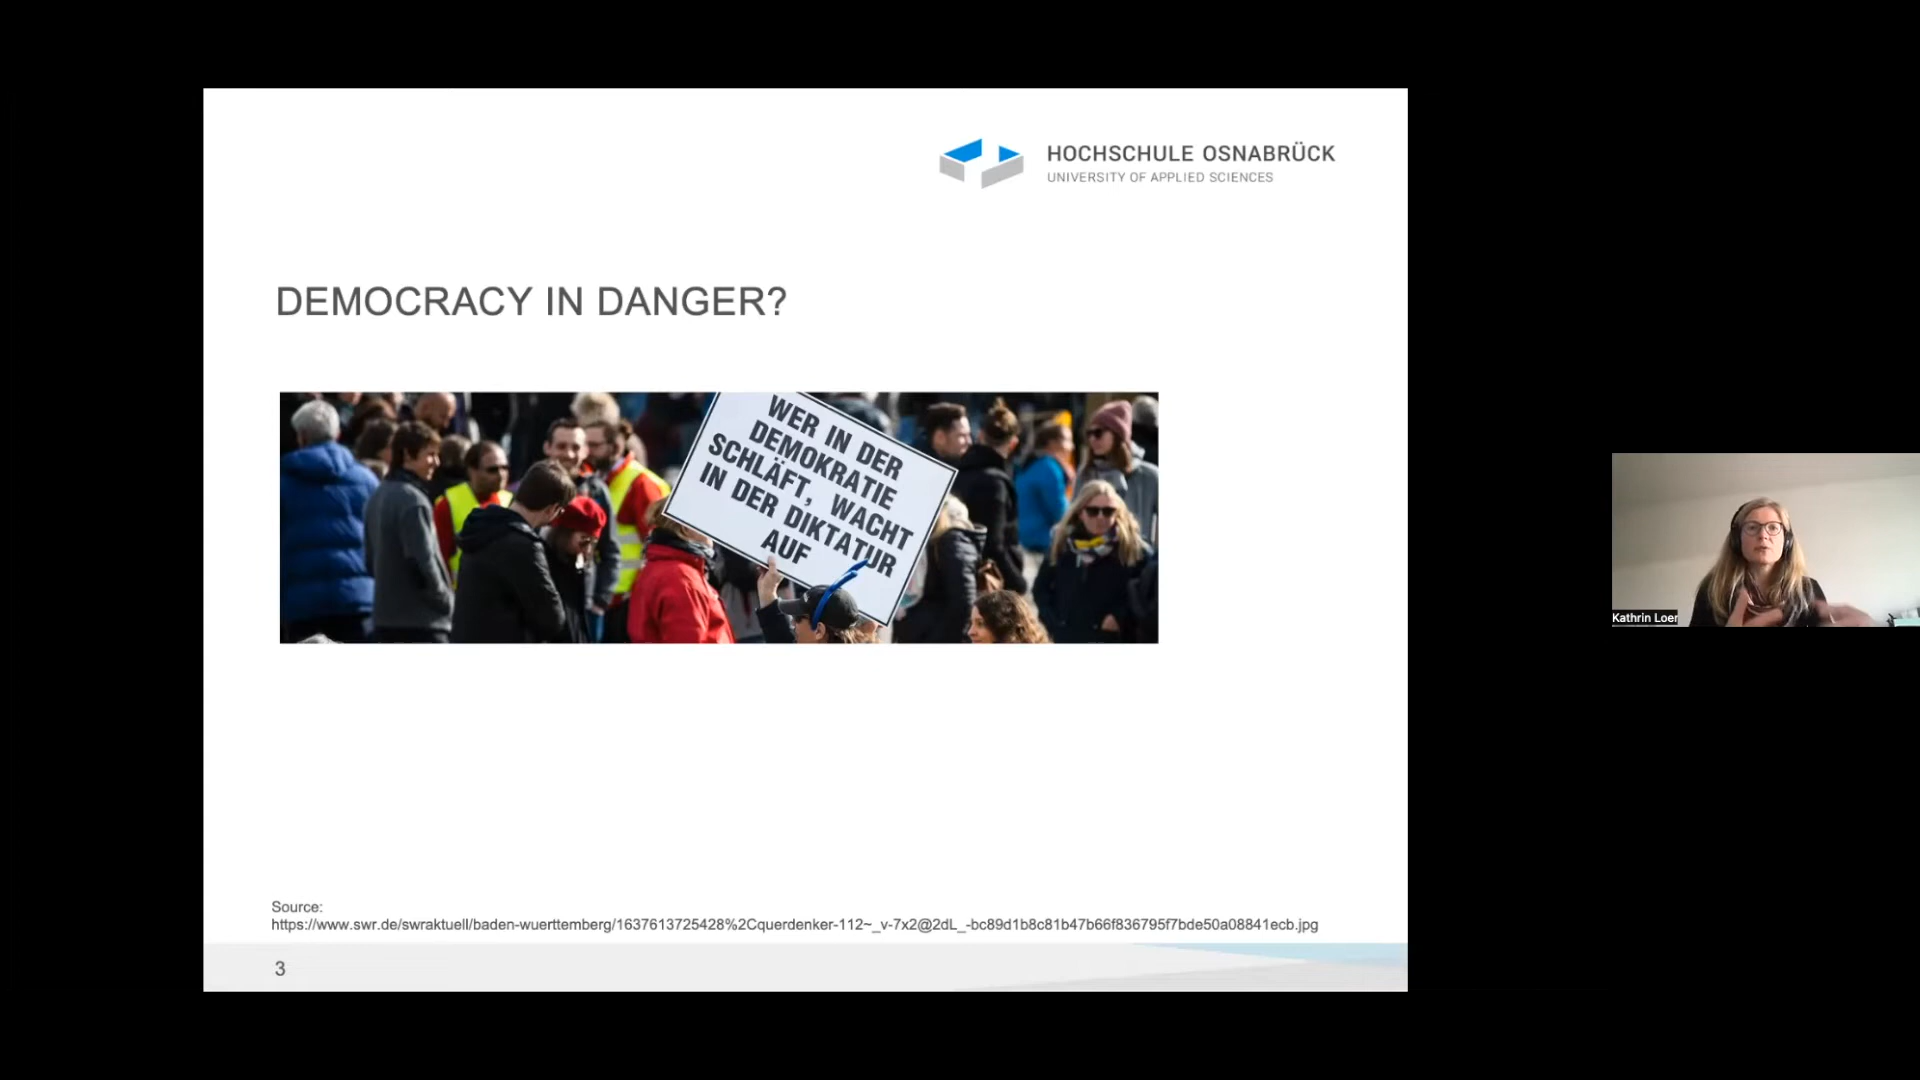 HOCHSCHULE OSNABRÜCK
UNIVERSITY OF APPLIED SCIENCES
DEMOCRACY IN DANGER?
WER IN DER
DEMOKRATIE
SCHLÄFT, WACHT
IN DER DIKTATUR
AUF
Kathrin Loer
Source:
https://www.swr.de/swraktuell/baden-wuerttemberg/1637613725428%2Cquerdenker-112~_v-7x2@2dL_-bc89d1b8c81b47b66f836795f7bde50a08841ecb.jpg
3